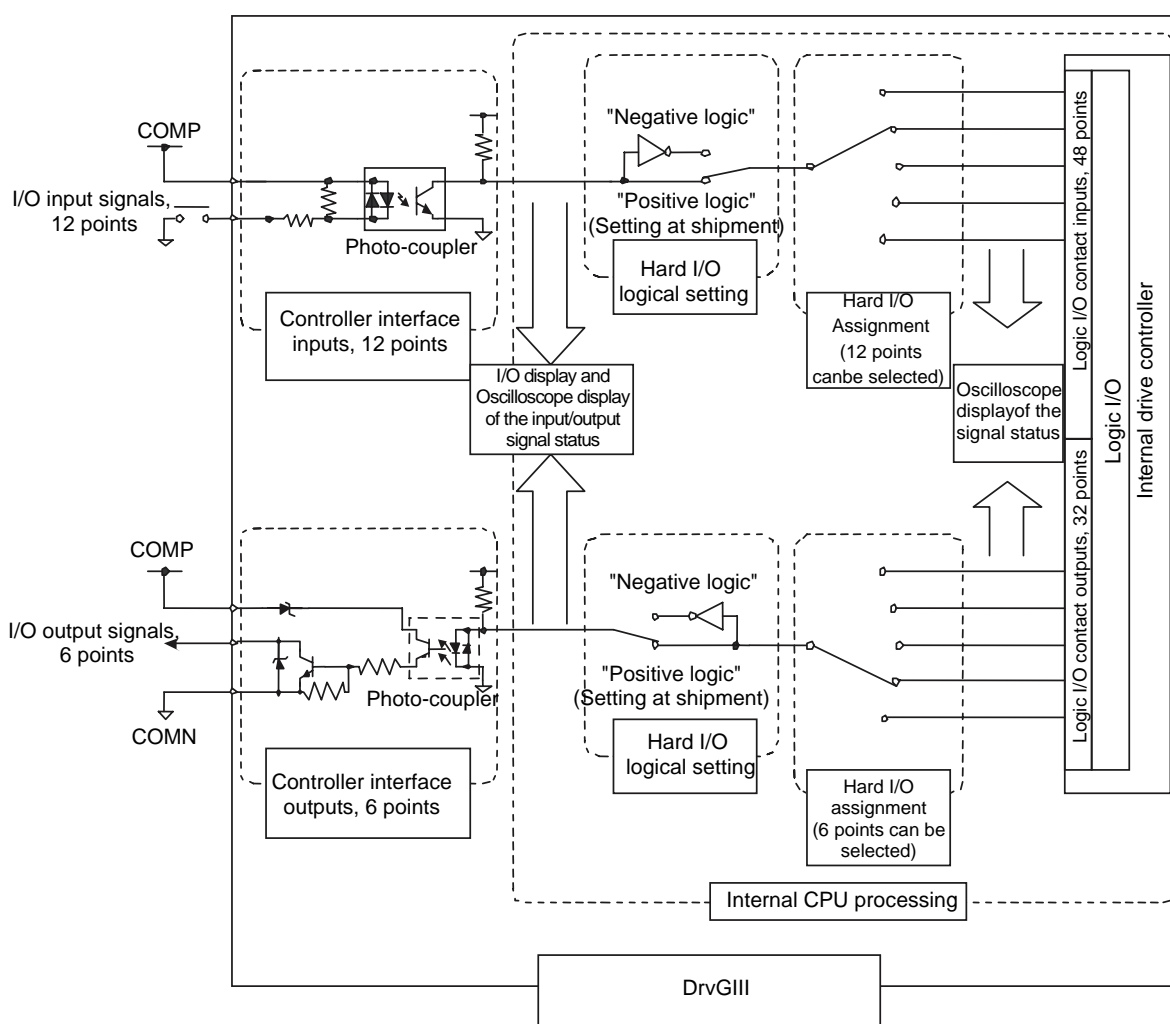 COMP
I/O input signals,
12 points
Photo-coupler
Controller interface
inputs, 12 points
"Negative logic"
"Positive logic"
(Setting at shipment)
Hard I/O
logical setting
Hard I/O
Assignment
(12 points
canbe selected)
I/O display and
Oscilloscope display
of the input/output
signal status
Oscilloscope
displayof the
signal status
Logic I/O contact inputs, 48 points
Logic I/O contact outputs, 32 points
Logic I/O
Internal drive controller
COMP
I/O output signals,
6 points
COMN
Photo-coupler
Controller interface
outputs, 6 points
"Negative logic"
"Positive logic"
(Setting at shipment)
Hard I/O
logical setting
Hard I/O
assignment
(6 points can be
selected)
Internal CPU processing
DrvGIII